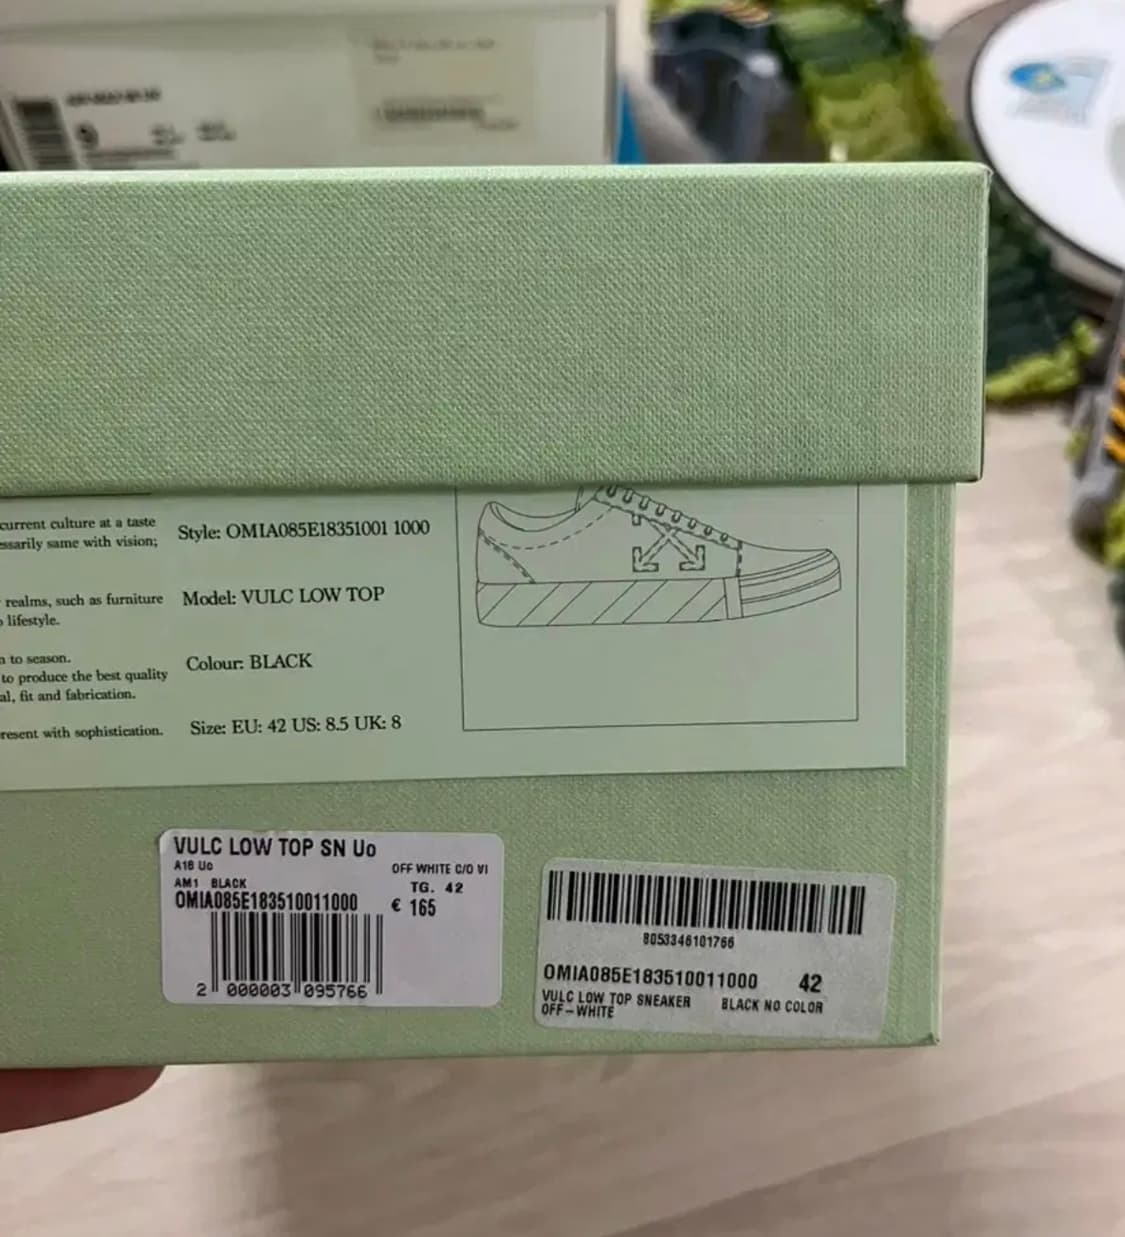 current culture at a taste
essarily same with vision;
realms, such as furniture
lifestyle.
to season.
to produce the best quality
al, fit and fabrication.
resent with sophistication.
Style: OMIA085E18351001 1000
Model: VULC LOW TOP
Colour: BLACK
Size: EU: 42 US: 8.5 UK: 8
VULC LOW TOP SN Uo
A18 Uo
OFF WHITE C/O VI
AM1 BLACK
TG. 42
OMIA085E183510011000
€ 165
2 000003 095766
8053346101766
OMIA085E183510011000 42
VULC LOW TOP SNEAKER BLACK NO COLOR
OFF-WHITE